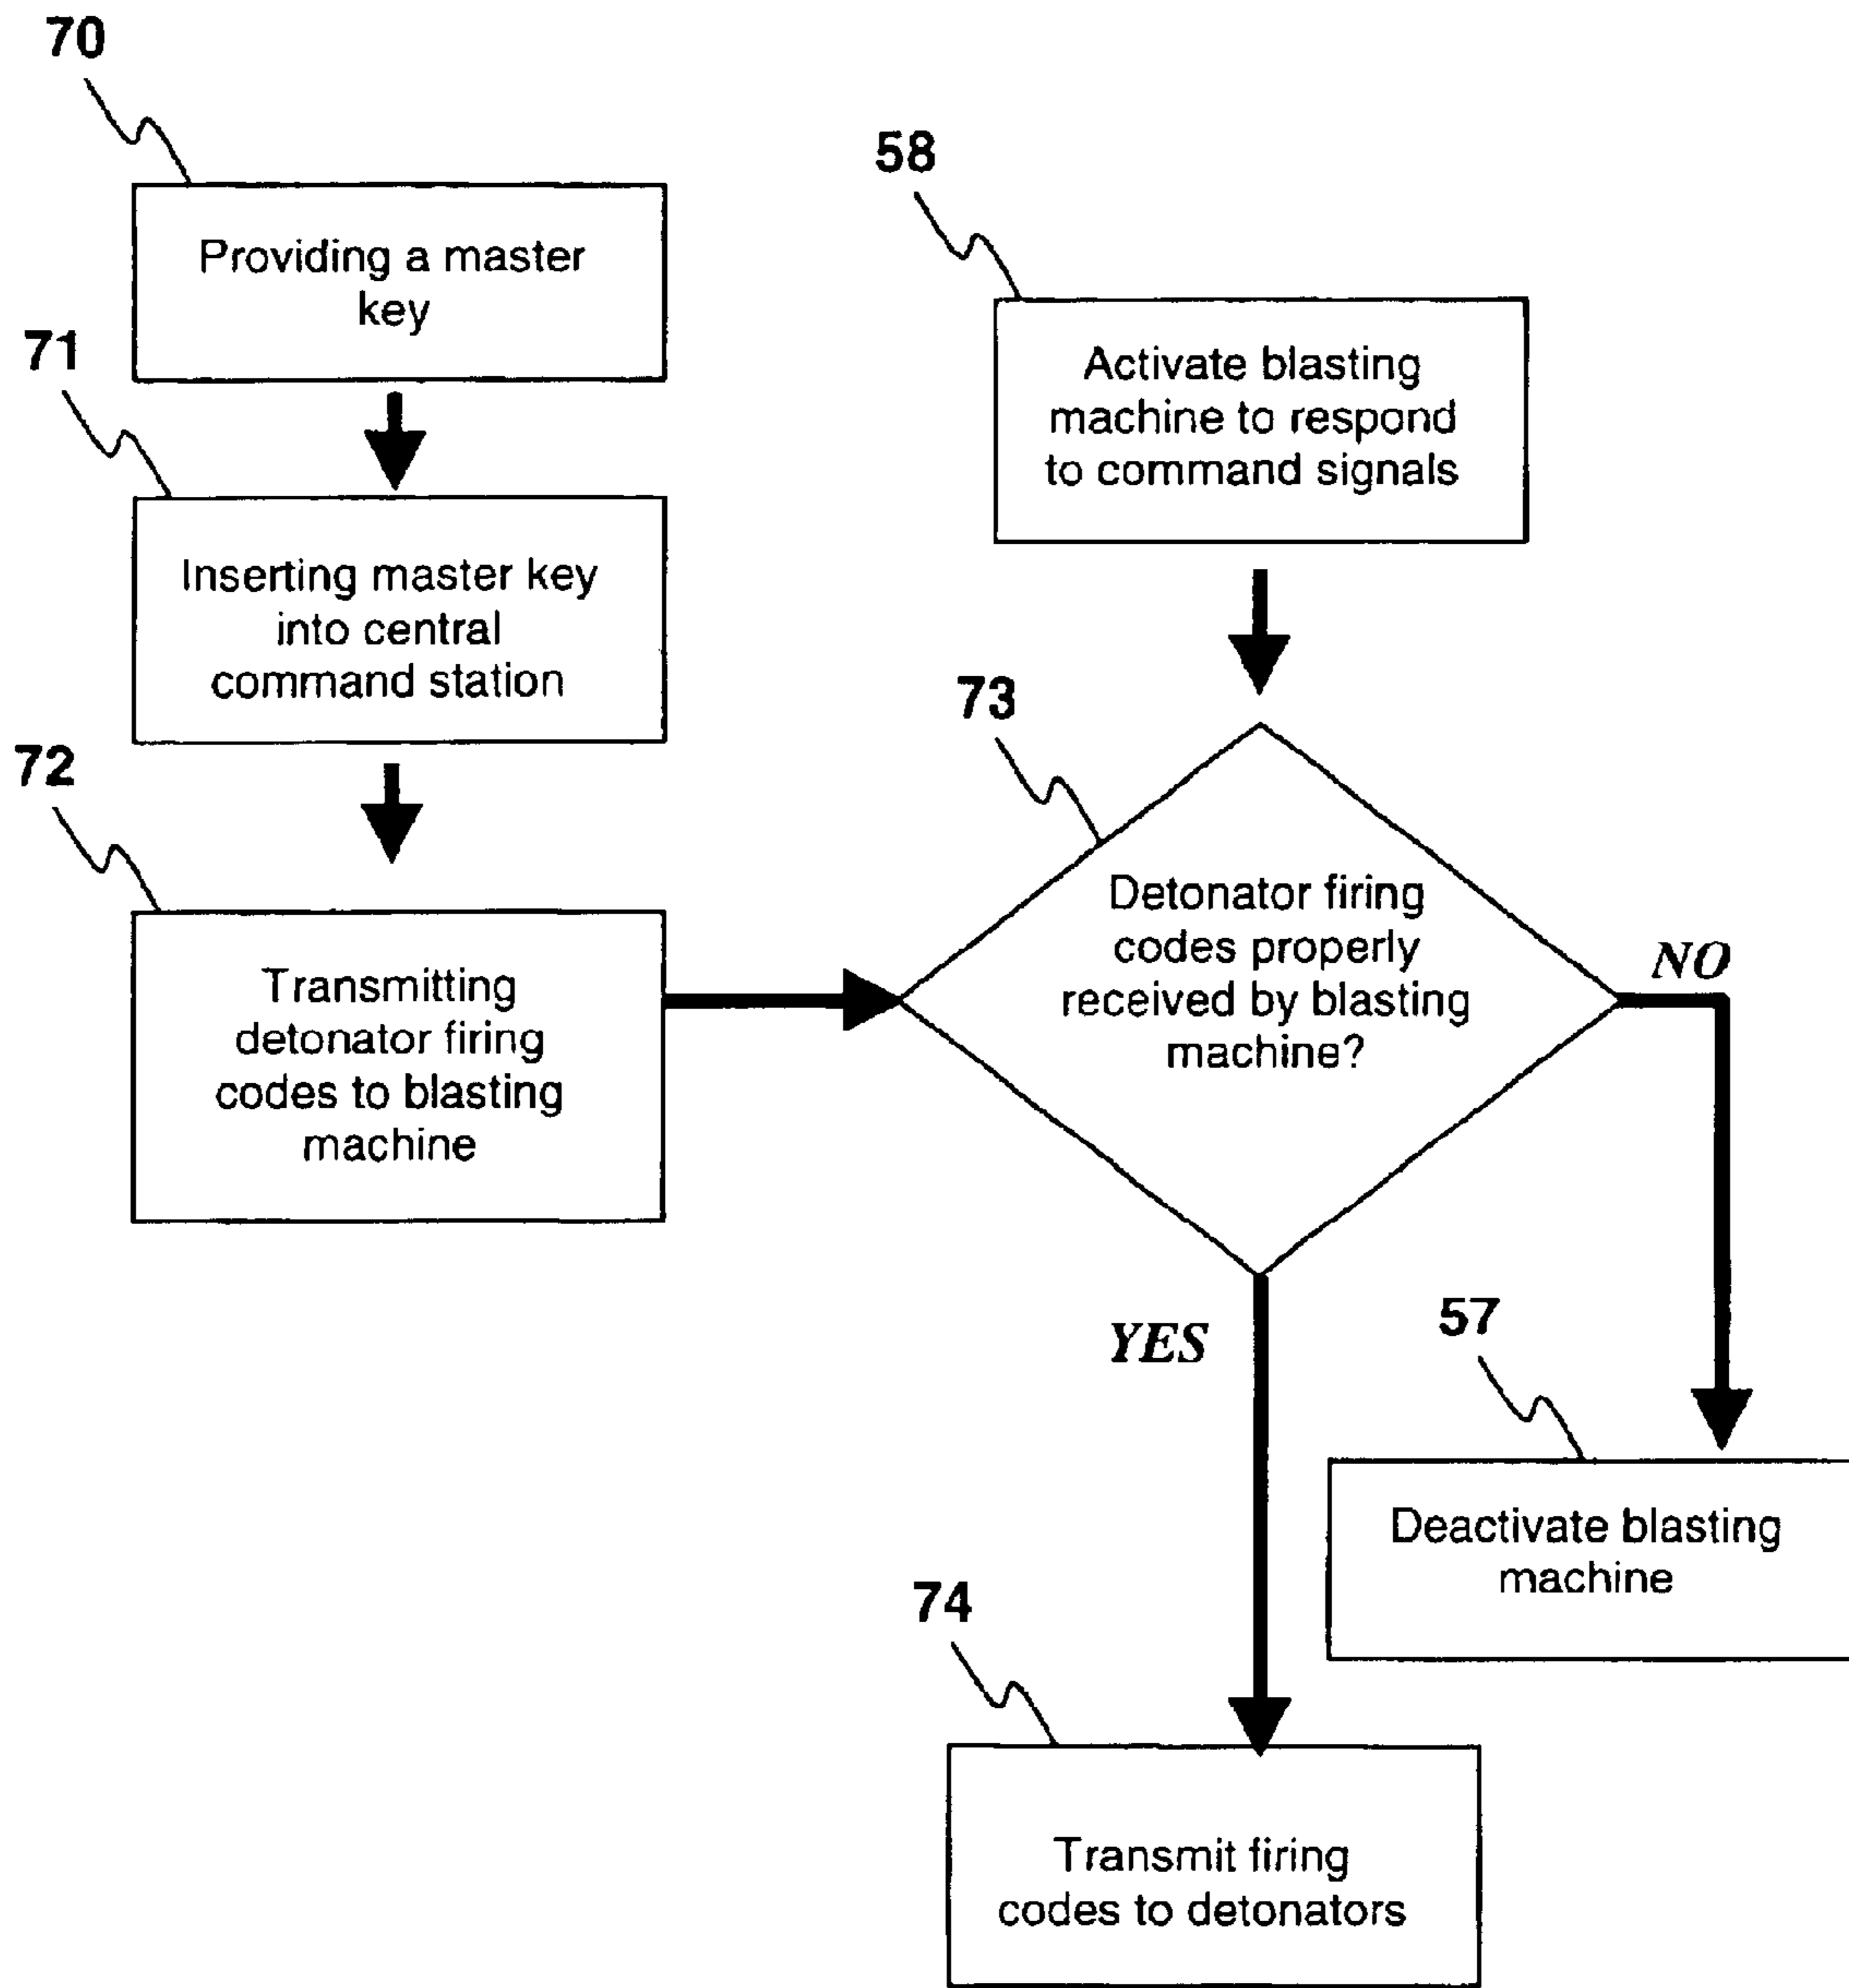 70
Providing a master
key
71
Inserting master key
into central
command station
72
Transmitting
detonator firing
codes to blasting
machine
58
Activate blasting
machine to respond
to command signals
73
Detonator firing
codes properly
received by blasting
machine?
NO
YES
57
Deactivate blasting
machine
74
Transmit firing
codes to detonators